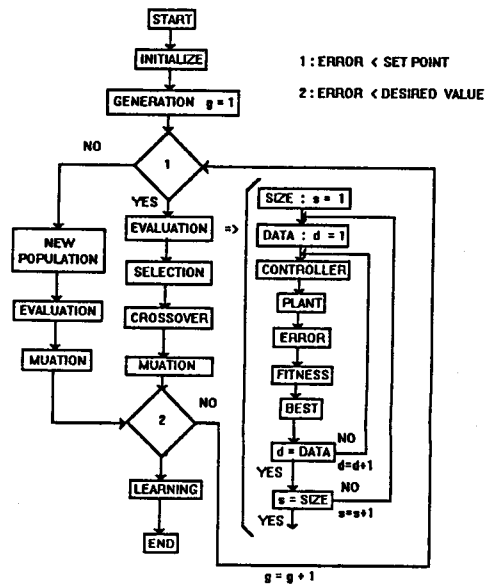 START
INITIALIZE
GENERATION g = 1
1 : ERROR < SET POINT
2 : ERROR < DESIRED VALUE
1
NO
YES
NEW
POPULATION
EVALUATION
MUATION
EVALUATION
=>
SELECTION
CROSSOVER
MUATION
2
NO
LEARNING
END
g = g + 1
SIZE : s = 1
DATA : d = 1
CONTROLLER
PLANT
ERROR
FITNESS
BEST
d = DATA
NO
d=d+1
YES
s = SIZE
NO
s=s+1
YES